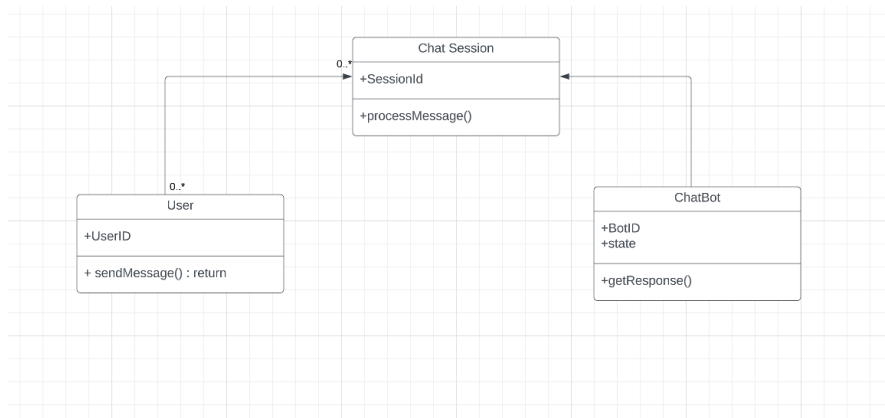 Chat Session
0..*
+SessionId
+processMessage()
0..*
User
+UserID
+ sendMessage() : return
ChatBot
+BotID
+state
+getResponse()